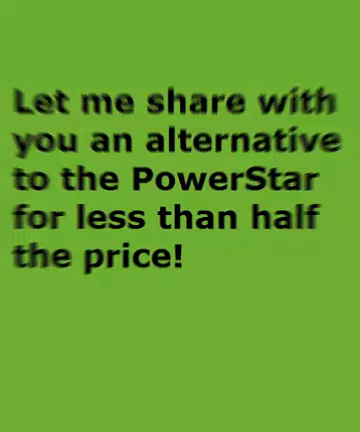 Let me share with
you an alternative
to the PowerStar
for less than half
the price!